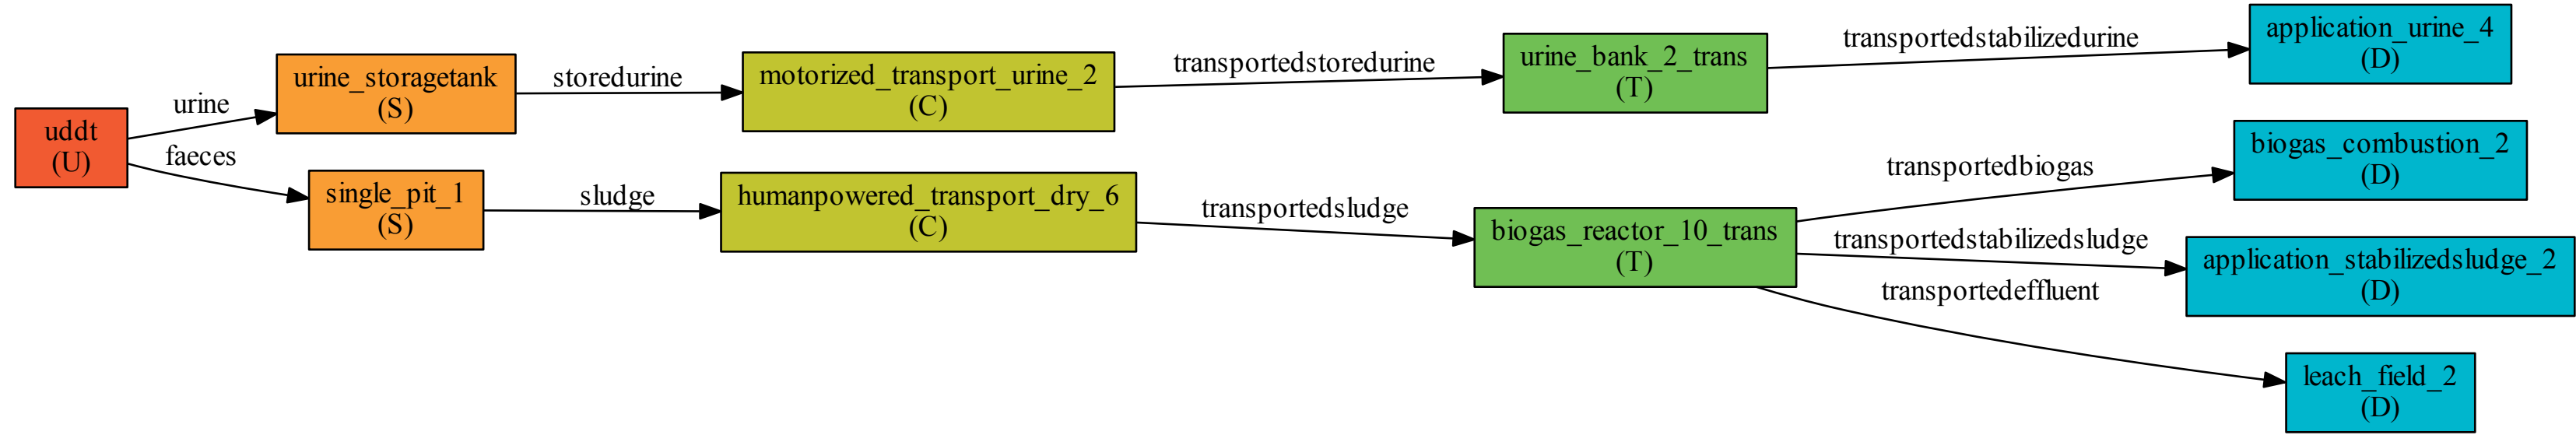 uddt
(U)
urine
faeces
urine_storagetank
(S)
single_pit_1
(S)
storedurine
sludge
motorized_transport_urine_2
(C)
humanpowered_transport_dry_6
(C)
transportedstoredurine
transportedsludge
urine_bank_2_trans
(T)
biogas_reactor_10_trans
(T)
transportedstabilizedurine
transportedbiogas
transportedstabilizedsludge
transportedeffluent
application_urine_4
(D)
biogas_combustion_2
(D)
application_stabilizedsludge_2
(D)
leach_field_2
(D)